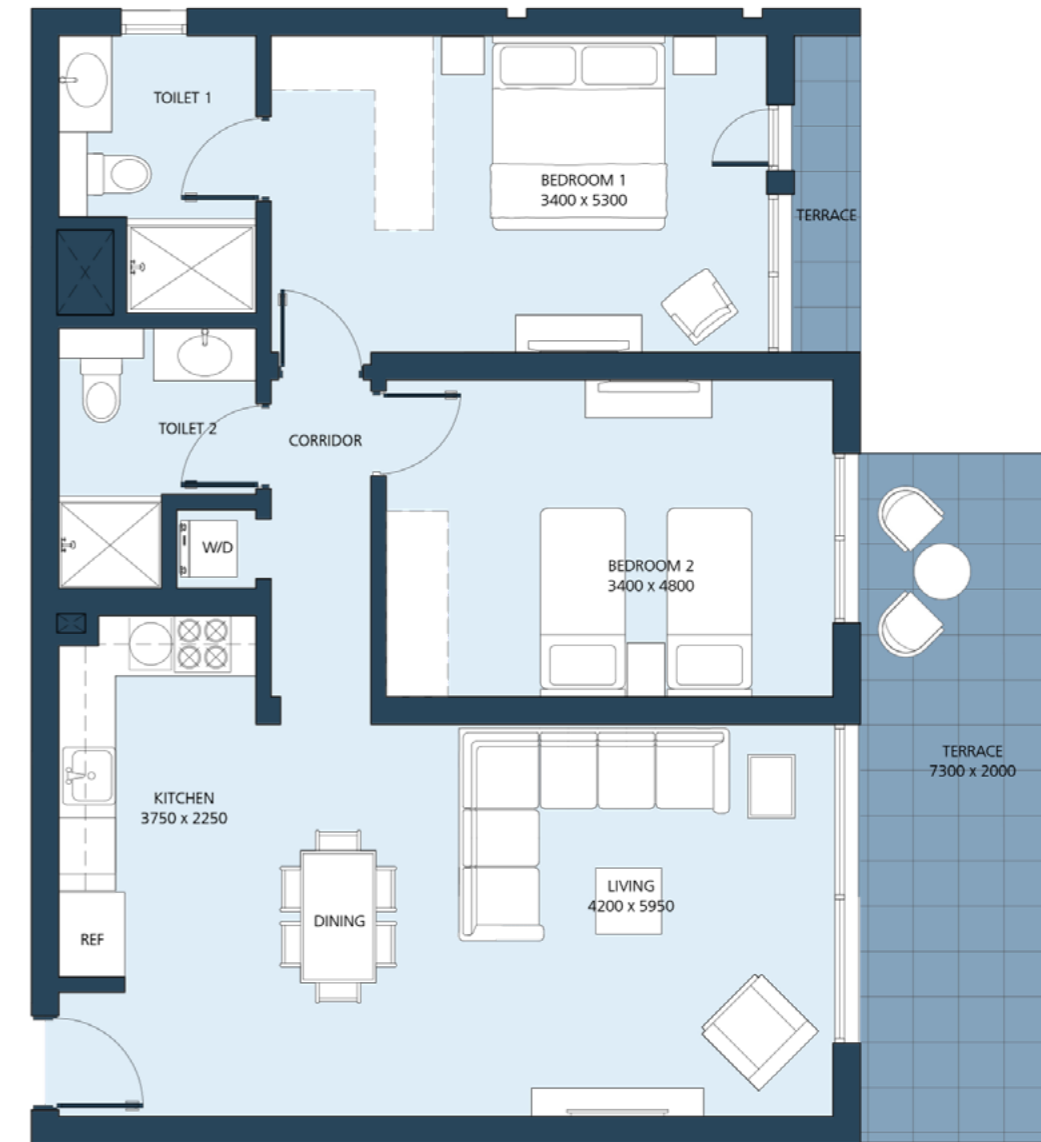 TOILET 1
BEDROOM 1
3400 x 5300
TERRACE
X
TOILET 2
CORRIDOR
W/D
BEDROOM 2
3400 x 4800
TERRACE
7300 x 2000
KITCHEN
3750 x 2250
LIVING
4200 x 5950
DINING
REF